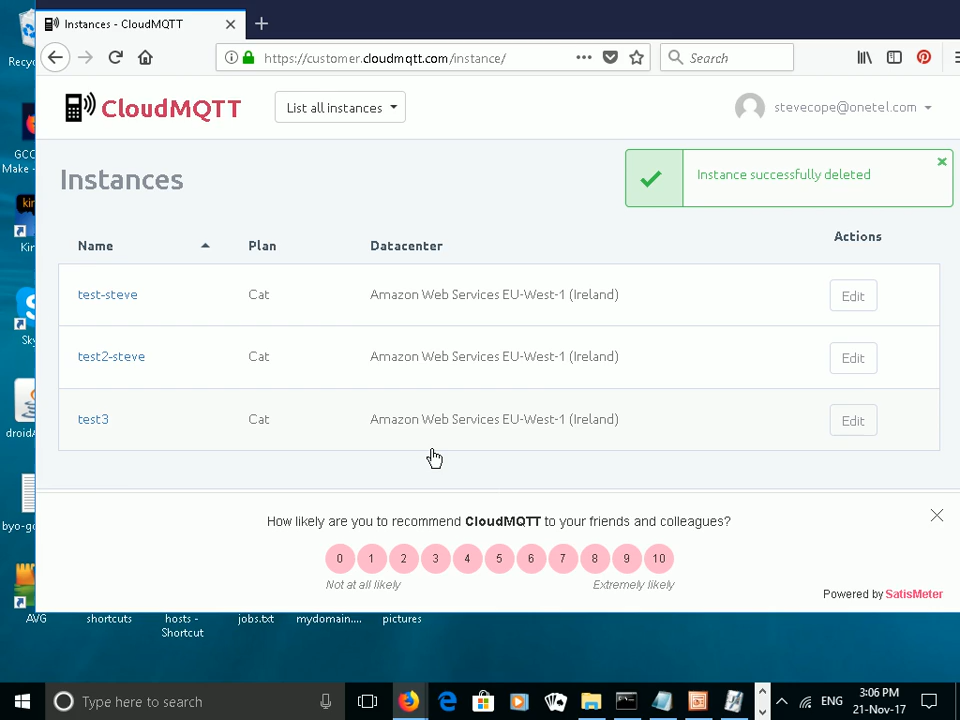 Instances - CloudMQTT
https://customer.cloudmqtt.com/instance/
Search
CloudMQTT
List all instances
stevecope@onetel.com
Instances
Instance successfully deleted
Name
Plan
Datacenter
Actions
test-steve
Cat
Amazon Web Services EU-West-1 (Ireland)
Edit
test2-steve
Cat
Amazon Web Services EU-West-1 (Ireland)
Edit
test3
Cat
Amazon Web Services EU-West-1 (Ireland)
Edit
How likely are you to recommend CloudMQTT to your friends and colleagues?
0 1 2 3 4 5 6 7 8 9 10
Not at all likely
Extremely likely
Powered by SatisMeter
Recy
GCC
Make -
kin
Kin
Sky
droidA
byo-go
AVG
shortcuts
hosts -
Shortcut
jobs.txt
mydomain....
pictures
Type here to search
ENG
3:06 PM
21-Nov-17